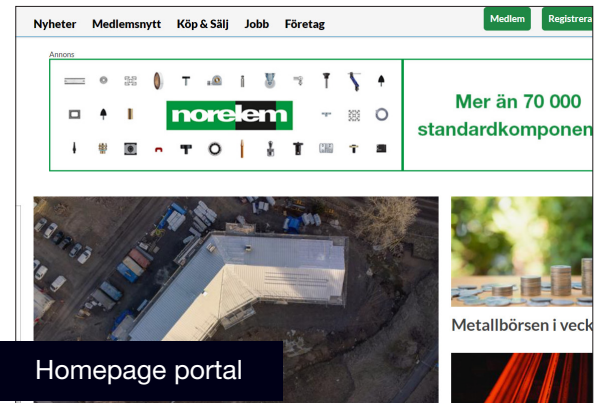 Nyheter Medlemsnytt Köp & Sälj Jobb Företag Medlem Registrera
Annons
norelem
Mer än 70 000
standardkomponen
Metallbörsen i veck
Homepage portal